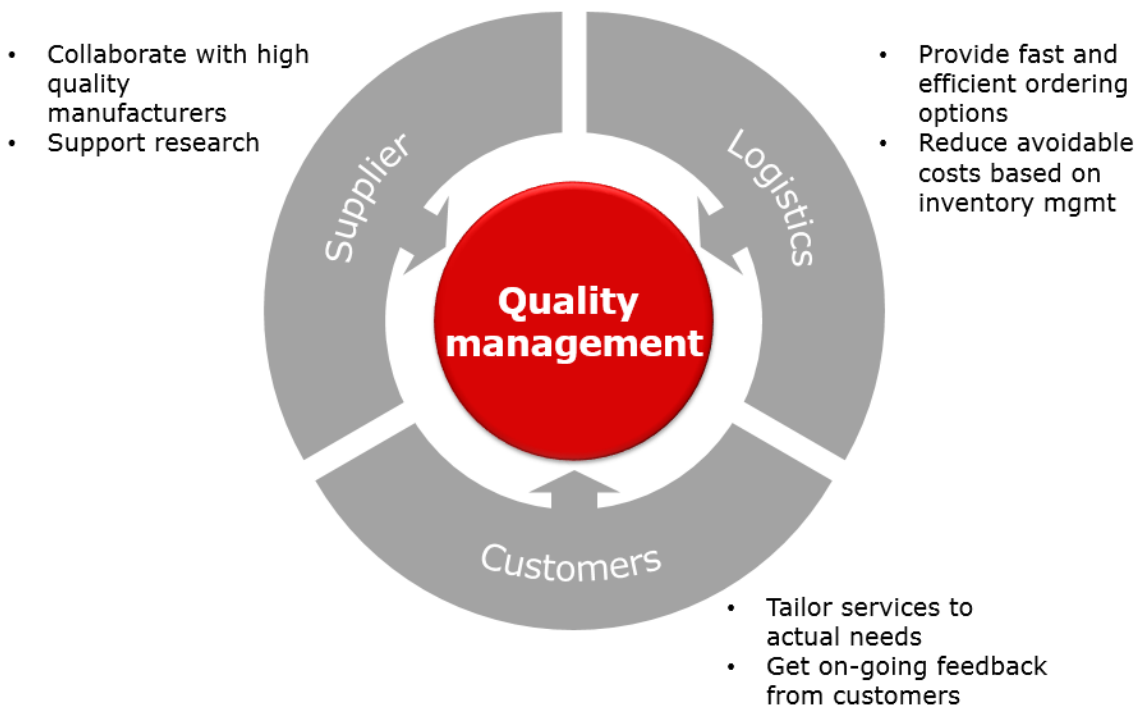 • Collaborate with high
quality
manufacturers
• Support research
Supplier
Logistics
• Provide fast and
efficient ordering
options
• Reduce avoidable
costs based on
inventory mgmt
Quality
management
Customers
• Tailor services to
actual needs
• Get on-going feedback
from customers